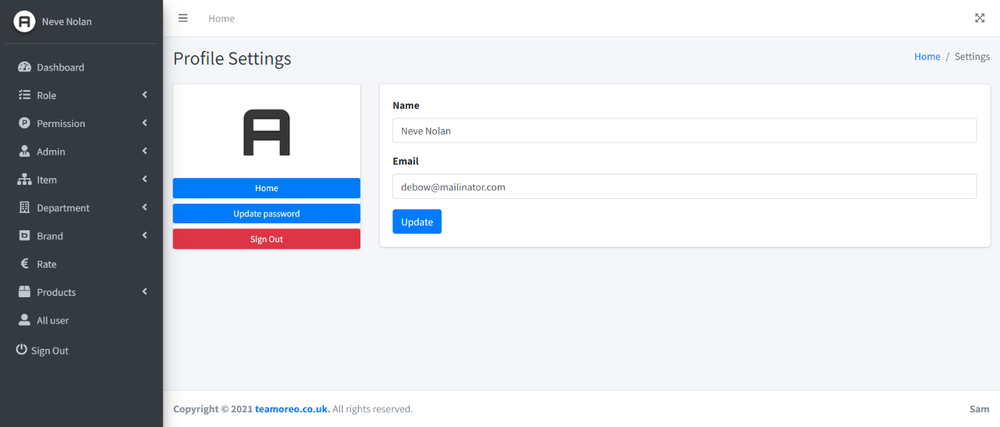 Neve Nolan
Dashboard
Role
Permission
Admin
Item
Department
Brand
Rate
Products
All user
Sign Out
Home
Profile Settings
Home / Settings
Home
Update password
Sign Out
Name
Neve Nolan
Email
debow@mailinator.com
Update
Copyright © 2021 teamoreo.co.uk. All rights reserved.
Sam